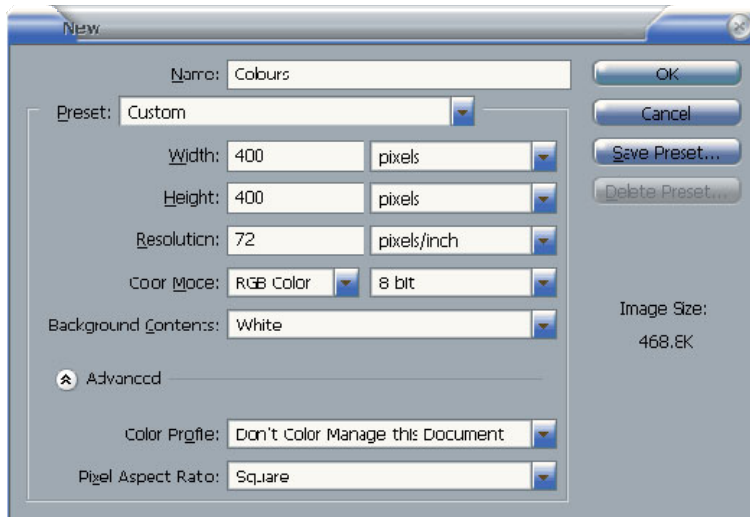 New
Name: Colours
OK
Preset: Custom
Cancel
Width: 400 pixels
Save Preset...
Height: 400 pixels
Delete Preset...
Resolution: 72 pixels/inch
Color Mode: RGB Color 8 bit
Image Size:
468.8K
Background Contents: White
Advanced
Color Profile: Don't Color Manage this Document
Pixel Aspect Ratio: Square